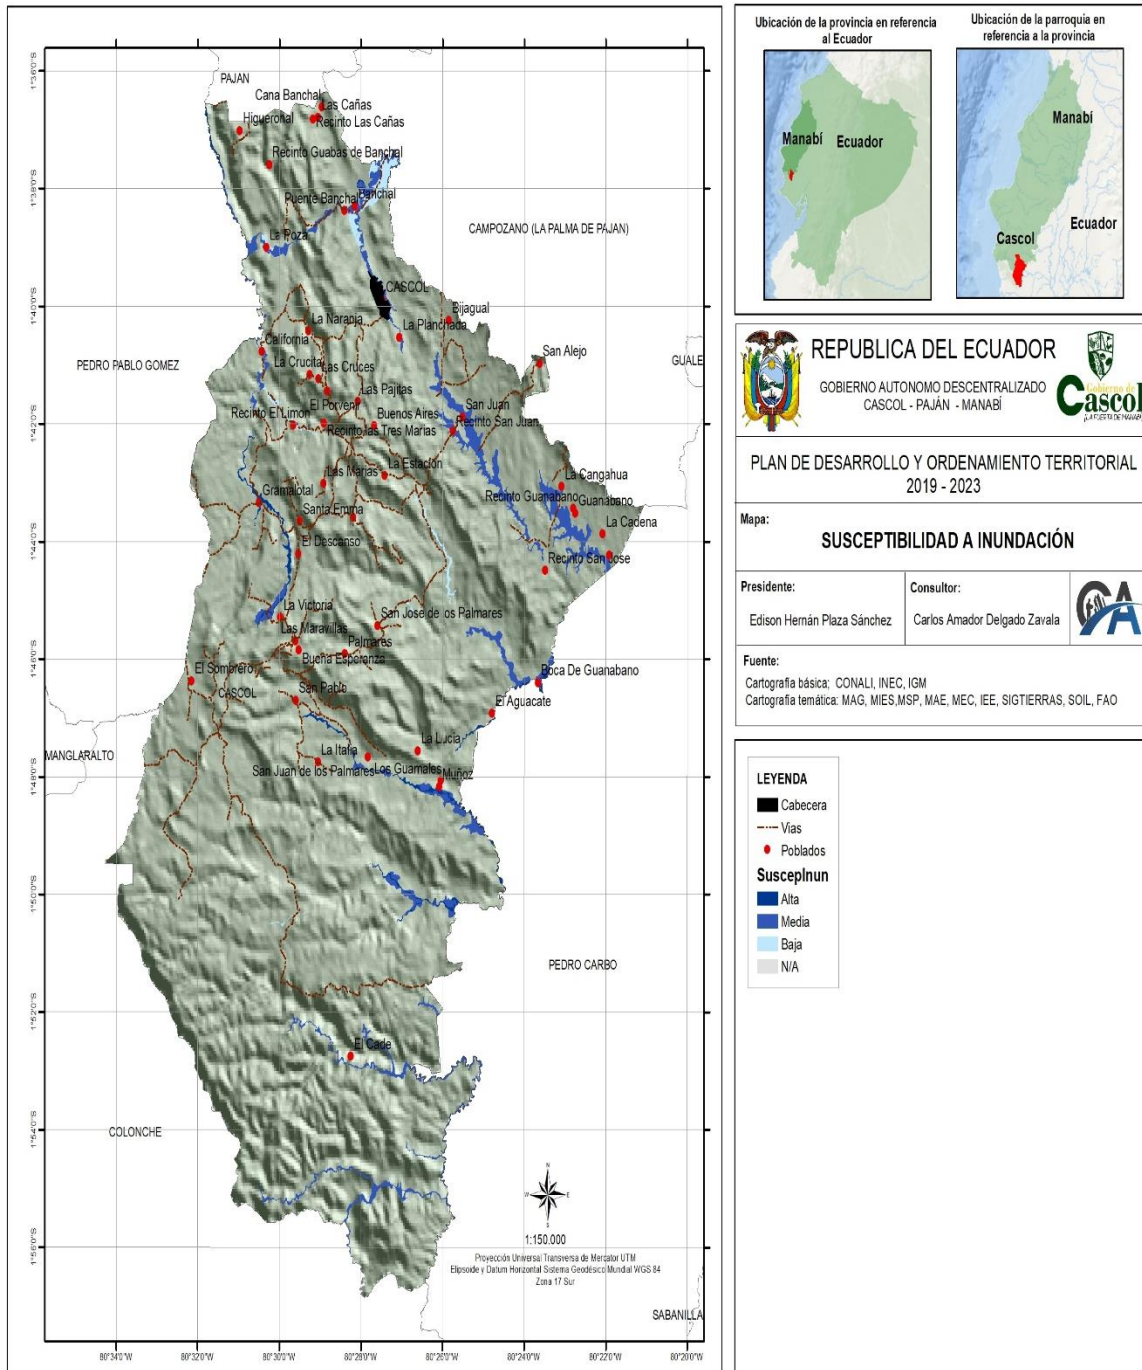 PAJAN
Cana Banchal
Las Cañas
Higueronal
Recinto Las Cañas
Recinto Guabas de Banchal
Puente Banchal
Banchal
La Poza
CAMPOZANO (LA PALMA DE PAJAN)
CASCOL
Bijagual
La Naranja
La Planchada
California
PEDRO PABLO GOMEZ
La Crucita
Las Cruces
San Alejo
GUALE
Las Pajitas
El Porveni
Buenos Aires
San Juan
Recinto El Limon
Recinto las Tres Marias
Recinto San Juan
La Estacion
Las Marias
La Cangahua
Gramalotal
Recinto Guanabano
Guanabano
Santa Emma
La Cadena
El Descanso
Recinto San Jose
La Victoria
San Jose de los Palmares
Las Maravillas
Palmares
Buena Esperanza
El Sombrero
CASCOL
Boca De Guanabano
San Pablo
El Aguacate
La Lucia
MANGLARALTO
La Italia
San Juan de los Palmares
Los Guamales
Muñoz
PEDRO CARBO
El Cade
COLONCHE
SABANILLA
1°36'0"S
1°38'0"S
1°40'0"S
1°42'0"S
1°44'0"S
1°46'0"S
1°48'0"S
1°50'0"S
1°52'0"S
1°54'0"S
1°56'0"S
80°34'0"W
80°32'0"W
80°30'0"W
80°28'0"W
80°26'0"W
80°24'0"W
80°22'0"W
80°20'0"W
N
W
E
S
1:150.000
Proyección Universal Transversa de Mercator UTM
Elipsoide y Datum Horizontal Sistema Geodésico Mundial WGS 84
Zona 17 Sur
Ubicación de la provincia en referencia
al Ecuador
Manabí
Ecuador
Ubicación de la parroquia en
referencia a la provincia
Manabí
Ecuador
Cascol
REPUBLICA DEL ECUADOR
GOBIERNO AUTONOMO DESCENTRALIZADO
CASCOL - PAJÁN - MANABÍ
Gobierno de
Cascol
PLAN DE DESARROLLO Y ORDENAMIENTO TERRITORIAL
2019 - 2023
Mapa:
SUSCEPTIBILIDAD A INUNDACIÓN
Presidente:
Edison Hernán Plaza Sánchez
Consultor:
Carlos Amador Delgado Zavala
CA
Fuente:
Cartografía básica; CONALI, INEC, IGM
Cartografía temática: MAG, MIES,MSP, MAE, MEC, IEE, SIGTIERRAS, SOIL, FAO
LEYENDA
Cabecera
Vias
Poblados
SuscepInun
Alta
Media
Baja
N/A